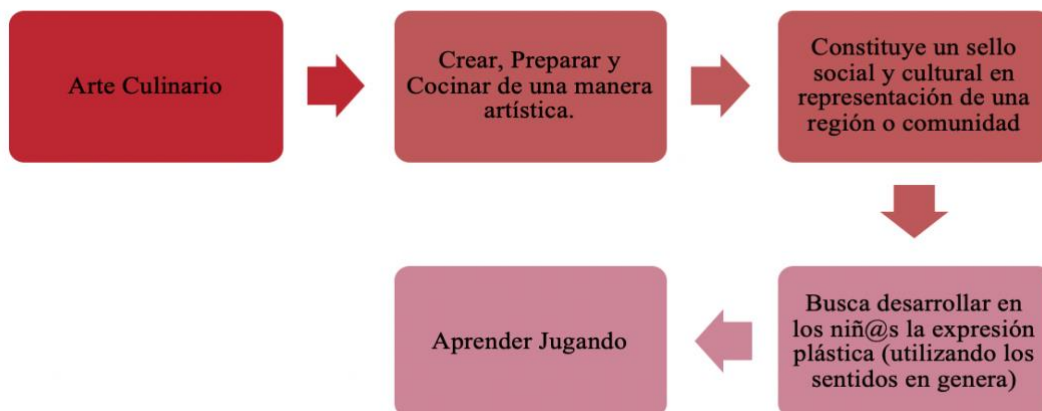 Arte Culinario
Crear, Preparar y
Cocinar de una manera
artística.
Constituye un sello
social y cultural en
representación de una
región o comunidad
Busca desarrollar en
los niñ@s la expresión
plástica (utilizando los
sentidos en genera)
Aprender Jugando